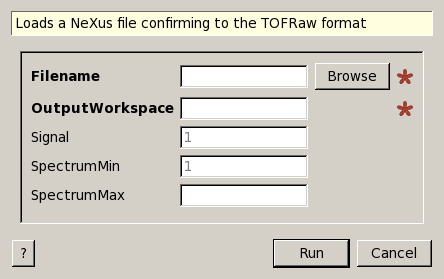 Loads a NeXus file confirming to the TOFRaw format
Filename Browse *
OutputWorkspace *
Signal 1
SpectrumMin 1
SpectrumMax
? Run Cancel